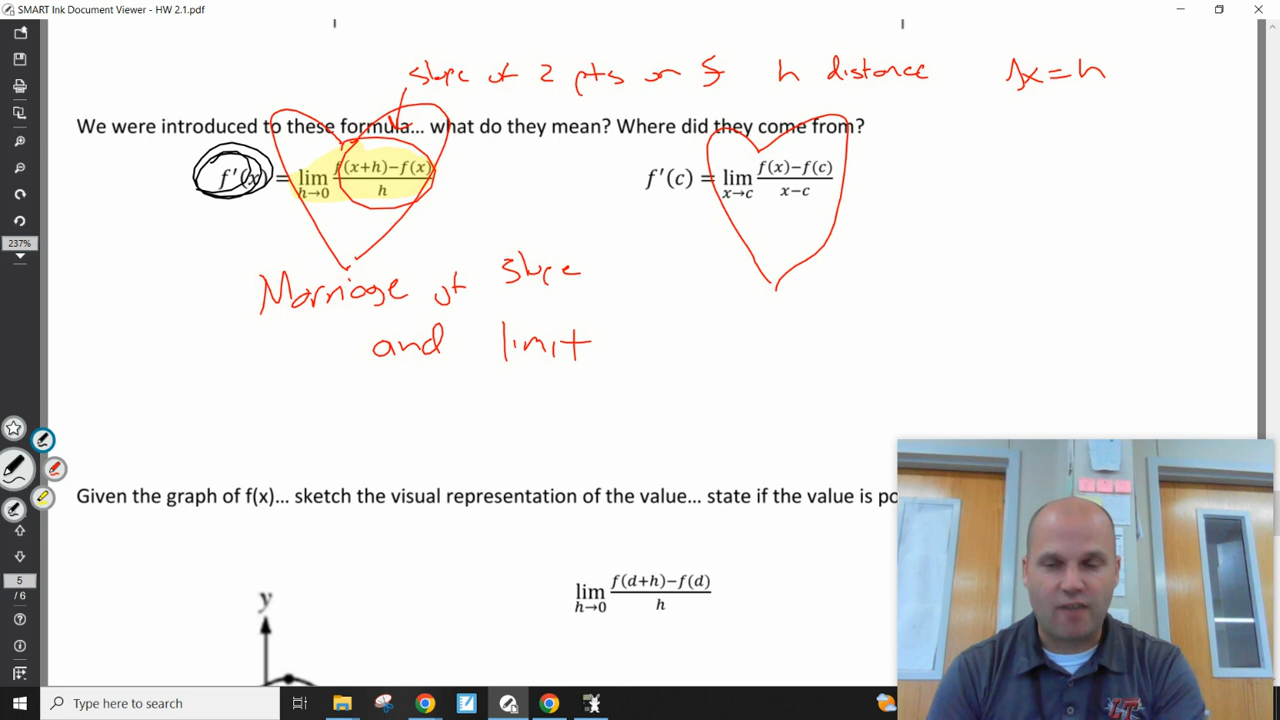 SMART Ink Document Viewer - HW 2.1.pdf
slope of 2 pts on f h distance Δx=h
We were introduced to these formula... what do they mean? Where did they come from?
f'(x) = lim h→0 f(x+h)−f(x) / h
f'(c) = lim x→c f(x)−f(c) / x−c
237%
Marriage of slope
and limit
Given the graph of f(x)... sketch the visual representation of the value... state if the value is po
lim h→0 f(d+h)−f(d) / h
y
5
/ 6
Type here to search
LT